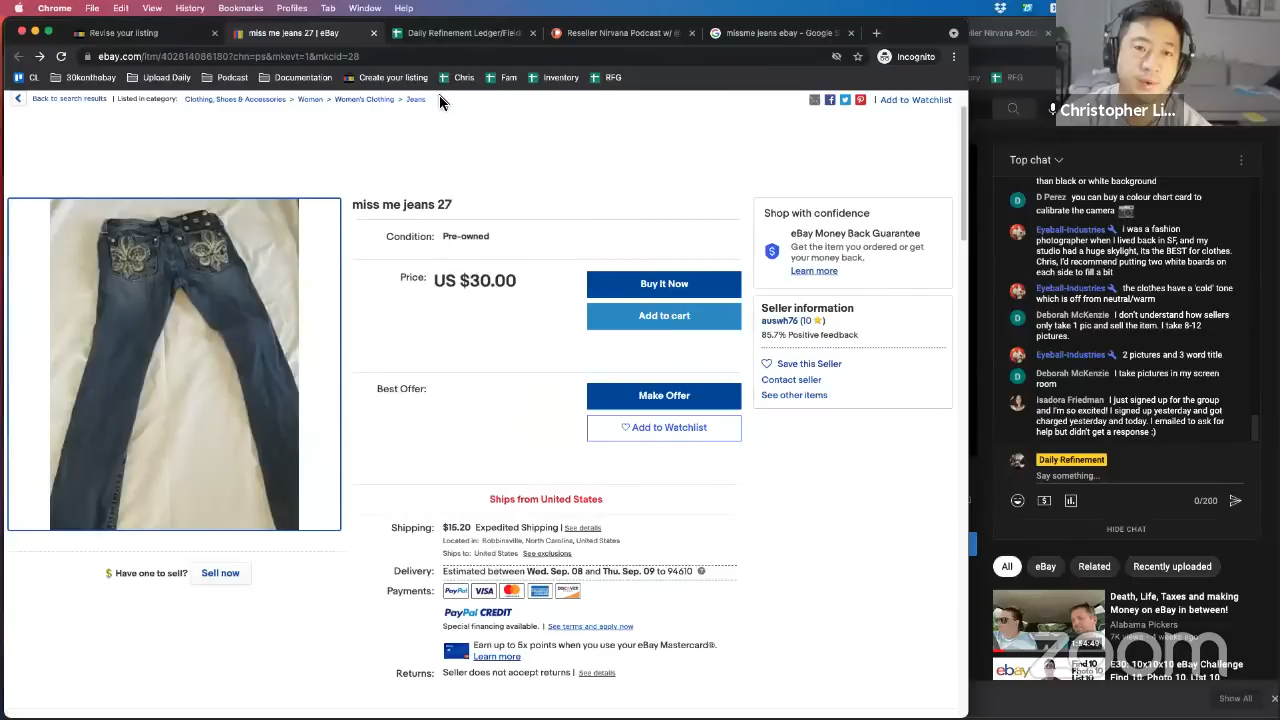 Chrome File Edit View History Bookmarks Profiles Tab Window Help
Revise your listing
miss me jeans 27 | eBay
Daily Refinement Ledger/Field
Reseller Nirvana Podcast w/ @
missme jeans ebay - Google S
ebay.com/itm/402814086180?chn=ps&mkevt=1&mkcid=28
Incognito
CL 30konthebay Upload Daily Podcast Documentation Create your listing Chris Fam Inventory RFG
Back to search results | Listed in category: Clothing, Shoes & Accessories > Women > Women's Clothing > Jeans
| Add to Watchlist
miss me jeans 27
Condition: Pre-owned
Price: US $30.00
Buy It Now
Add to cart
Best Offer:
Make Offer
Add to Watchlist
Ships from United States
Shipping: $15.20 Expedited Shipping | See details
Located in: Robbinsville, North Carolina, United States
Ships to: United States See exclusions
Delivery: Estimated between Wed. Sep. 08 and Thu. Sep. 09 to 94610
Payments: PayPal VISA
DISCOVER
PayPal CREDIT
Special financing available. | See terms and apply now
Earn up to 5x points when you use your eBay Mastercard®.
Learn more
Returns: Seller does not accept returns | See details
Have one to sell? Sell now
Shop with confidence
eBay Money Back Guarantee
Get the item you ordered or get
your money back.
Learn more
Seller information
auswh76 (10 )
85.7% Positive feedback
Save this Seller
Contact seller
See other items
Christopher Li...
RFG
Top chat
than black or white background
D Perez you can buy a colour chart card to
calibrate the camera
Eyeball-Industries i was a fashion
photographer when I lived back in SF, and my
studio had a huge skylight, its the BEST for clothes.
Chris, I'd recommend putting two white boards on
each side to fill a bit
Eyeball-Industries the clothes have a 'cold' tone
which is off from neutral/warm
Deborah McKenzie I don't understand how sellers
only take 1 pic and sell the item. I take 8-12
pictures.
Eyeball-Industries 2 pictures and 3 word title
Deborah McKenzie I take pictures in my screen
room
Isadora Friedman I just signed up for the group
and I'm so excited! I signed up yesterday and got
charged yesterday and today. I emailed to ask for
help but didn't get a response :)
Daily Refinement
Say something...
0/200
HIDE CHAT
All eBay Related Recently uploaded
Death, Life, Taxes and making
Money on eBay in between!
Alabama Pickers
7K views • 1 weeks ago
1:54:49
E30: 10x10x10 eBay Challenge
Find 10, Photo 10, List 10
ebay
Find 10
Photo 10
zoom
Show All